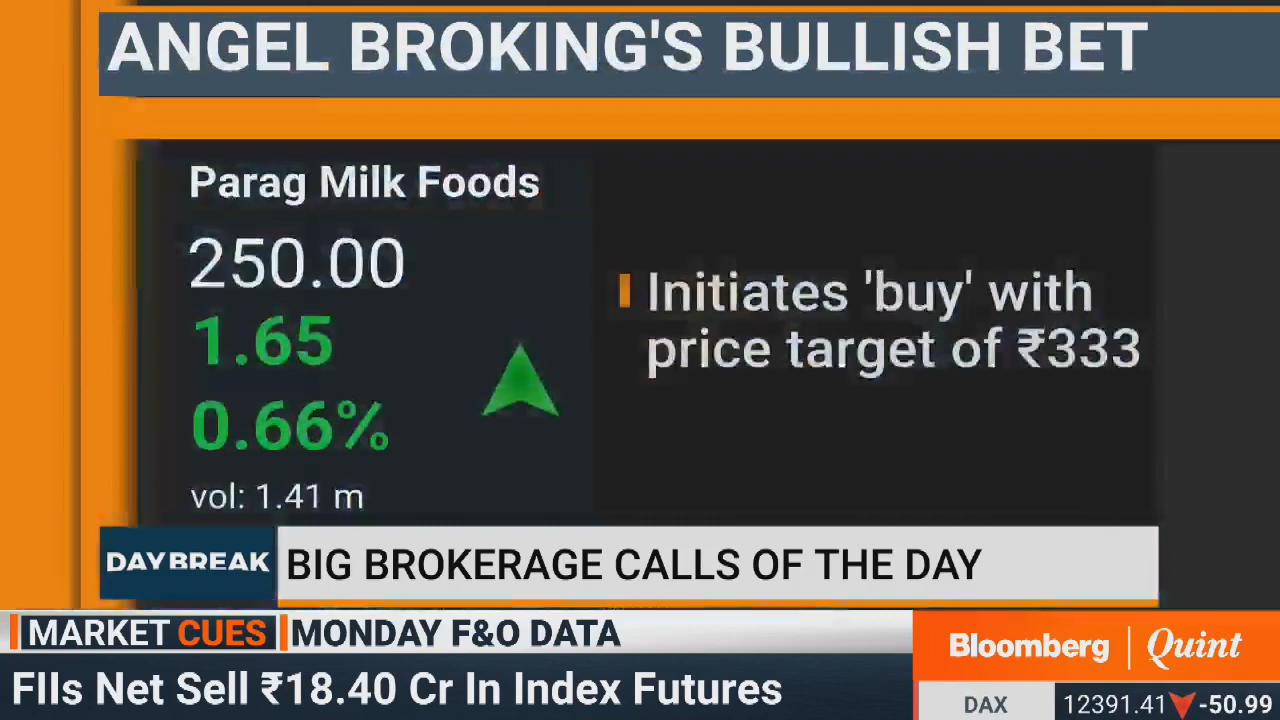 ANGEL BROKING'S BULLISH BET
Parag Milk Foods
250.00
1.65
0.66%
vol: 1.41 m
Initiates 'buy' with
price target of ₹333
DAYBREAK
BIG BROKERAGE CALLS OF THE DAY
MARKET CUES
MONDAY F&O DATA
FIIs Net Sell ₹18.40 Cr In Index Futures
Bloomberg | Quint
DAX 12391.41 -50.99